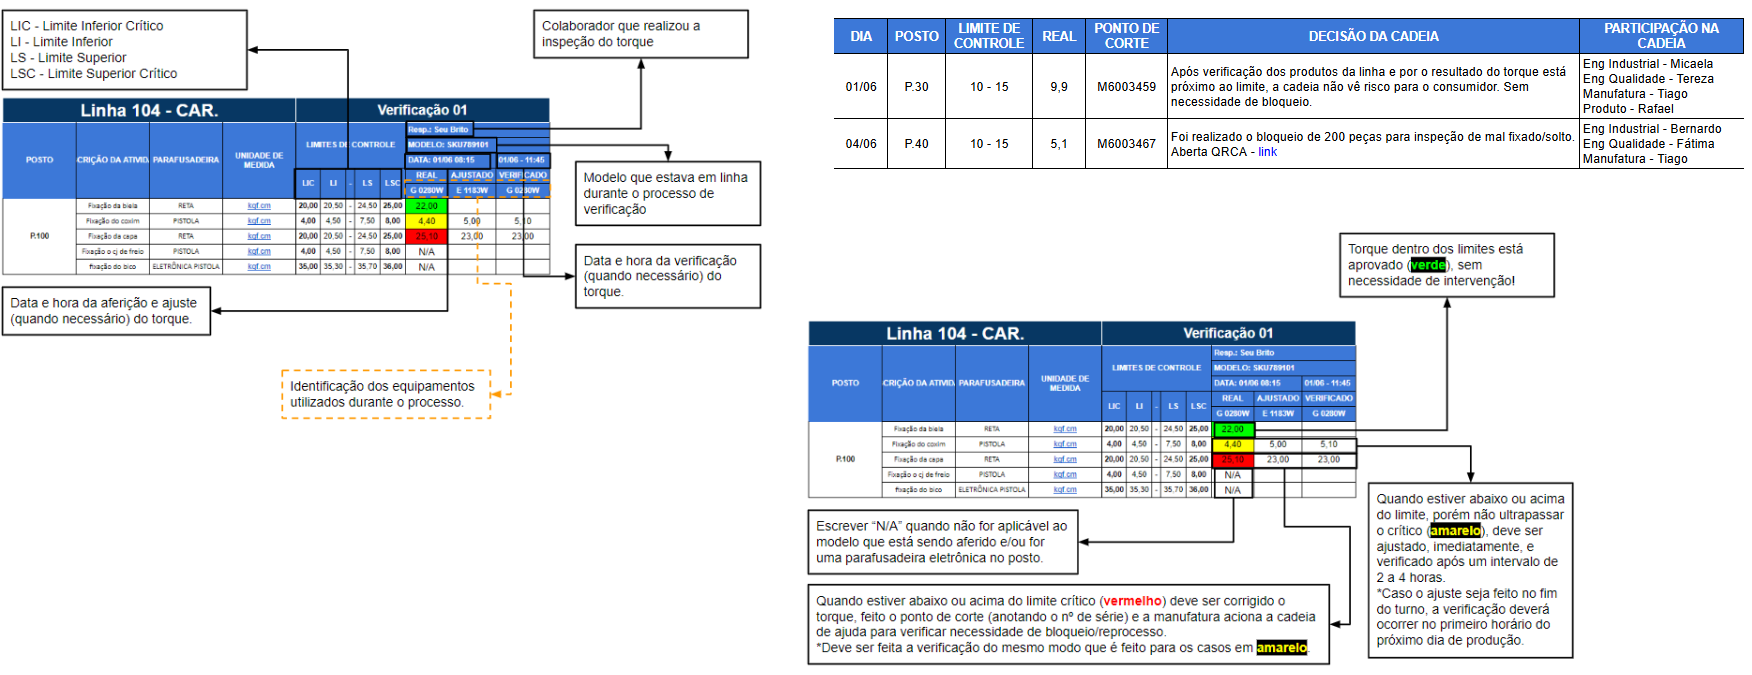 LIC - Limite Inferior Crítico
LI - Limite Inferior
LS - Limite Superior
LSC - Limite Superior Crítico
Colaborador que realizou a
inspeção do torque
Linha 104 - CAR. Verificação 01
POSTO CRIÇÃO DA ATIVID PARAFUSADEIRA UNIDADE DE MEDIDA LIMITES DE CONTROLE
Resp.: Seu Brito
MODELO: SKU789101
DATA: 01/06 08:15 01/06 - 11:45
LIC LI - LS LSC REAL AJUSTADO VERIFICADO
G 0280W E 1183W G 0280W
P.100
Fixação da biela RETA kgf.cm 20,00 20,50 - 24,50 25,00 22,00
Fixação do coxim PISTOLA kgf.cm 4,00 4,50 - 7,50 8,00 4,40 5,00 5,10
Fixação da capa RETA kgf.cm 20,00 20,50 - 24,50 25,00 25,10 23,00 23,00
Fixação o cj de freio PISTOLA kgf.cm 4,00 4,50 - 7,50 8,00 N/A
fixação do bico ELETRÔNICA PISTOLA kgf.cm 35,00 35,30 - 35,70 36,00 N/A
Modelo que estava em linha
durante o processo de
verificação
Data e hora da verificação
(quando necessário) do
torque.
Data e hora da aferição e ajuste
(quando necessário) do torque.
Identificação dos equipamentos
utilizados durante o processo.
DIA POSTO LIMITE DE CONTROLE REAL PONTO DE CORTE DECISÃO DA CADEIA PARTICIPAÇÃO NA CADEIA
01/06 P.30 10 - 15 9,9 M6003459
Após verificação dos produtos da linha e por o resultado do torque está
próximo ao limite, a cadeia não vê risco para o consumidor. Sem
necessidade de bloqueio.
Eng Industrial - Micaela
Eng Qualidade - Tereza
Manufatura - Tiago
Produto - Rafael
04/06 P.40 10 - 15 5,1 M6003467
Foi realizado o bloqueio de 200 peças para inspeção de mal fixado/solto.
Aberta QRCA - link
Eng Industrial - Bernardo
Eng Qualidade - Fátima
Manufatura - Tiago
Torque dentro dos limites está
aprovado (verde), sem
necessidade de intervenção!
Linha 104 - CAR. Verificação 01
POSTO CRIÇÃO DA ATIVID PARAFUSADEIRA UNIDADE DE MEDIDA LIMITES DE CONTROLE
Resp.: Seu Brito
MODELO: SKU789101
DATA: 01/06 08:15 01/06 - 11:45
LIC LI - LS LSC REAL AJUSTADO VERIFICADO
G 0280W E 1183W G 0280W
P.100
Fixação da biela RETA kgf.cm 20,00 20,50 - 24,50 25,00 22,00
Fixação do coxim PISTOLA kgf.cm 4,00 4,50 - 7,50 8,00 4,40 5,00 5,10
Fixação da capa RETA kgf.cm 20,00 20,50 - 24,50 25,00 25,10 23,00 23,00
Fixação o cj de freio PISTOLA kgf.cm 4,00 4,50 - 7,50 8,00 N/A
fixação do bico ELETRÔNICA PISTOLA kgf.cm 35,00 35,30 - 35,70 36,00 N/A
Escrever “N/A” quando não for aplicável ao
modelo que está sendo aferido e/ou for
uma parafusadeira eletrônica no posto.
Quando estiver abaixo ou acima
do limite, porém não ultrapassar
o crítico (amarelo), deve ser
ajustado, imediatamente, e
verificado após um intervalo de
2 a 4 horas.
*Caso o ajuste seja feito no fim
do turno, a verificação deverá
ocorrer no primeiro horário do
próximo dia de produção.
Quando estiver abaixo ou acima do limite crítico (vermelho) deve ser corrigido o
torque, feito o ponto de corte (anotando o nº de série) e a manufatura aciona a cadeia
de ajuda para verificar necessidade de bloqueio/reprocesso.
*Deve ser feita a verificação do mesmo modo que é feito para os casos em amarelo.